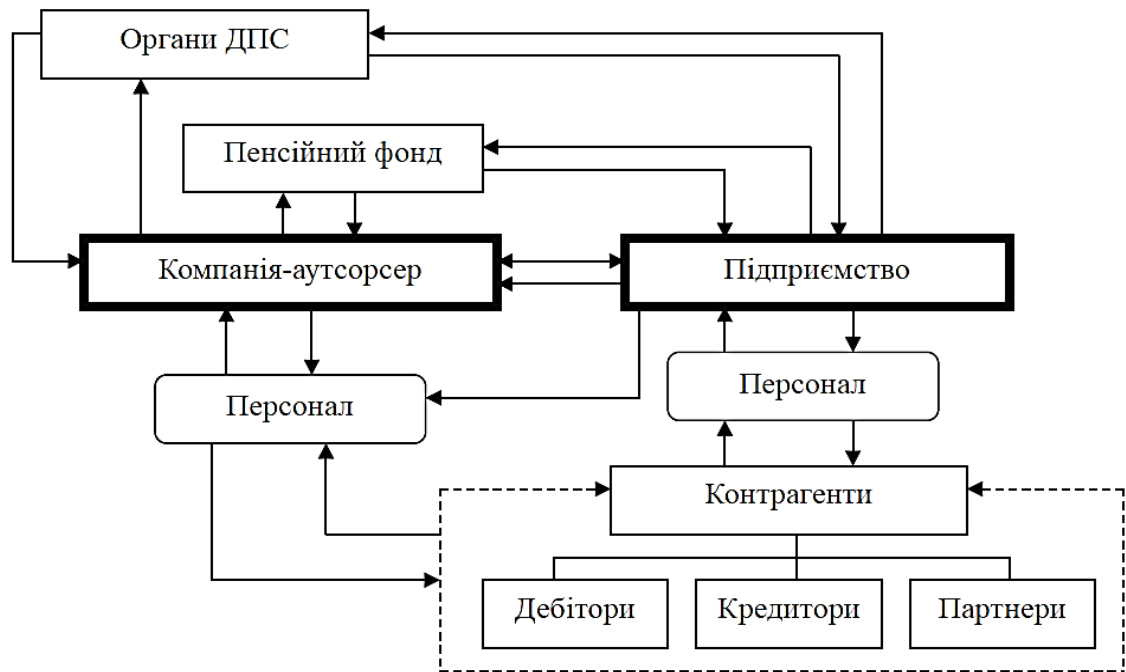 Органи ДПС
Пенсійний фонд
Компанія-аутсорсер
Підприємство
Персонал
Персонал
Контрагенти
Дебітори
Кредитори
Партнери